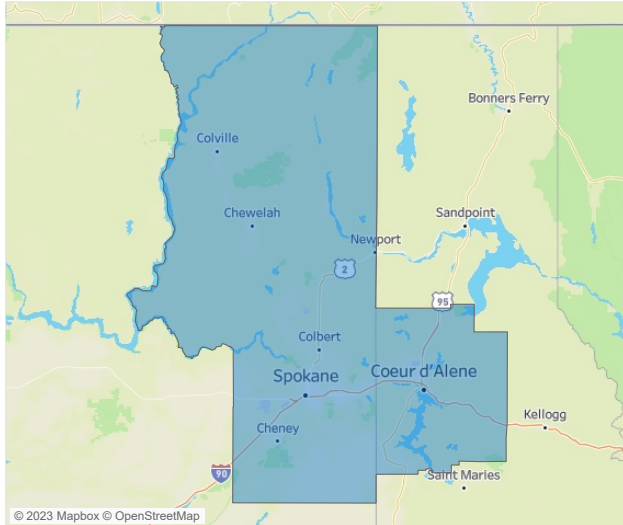 Bonners Ferry
Colville
Chewelah
Sandpoint
Newport
2
95
Colbert
Spokane
Coeur d'Alene
Cheney
Kellogg
90
Saint Maries
© 2023 Mapbox © OpenStreetMap